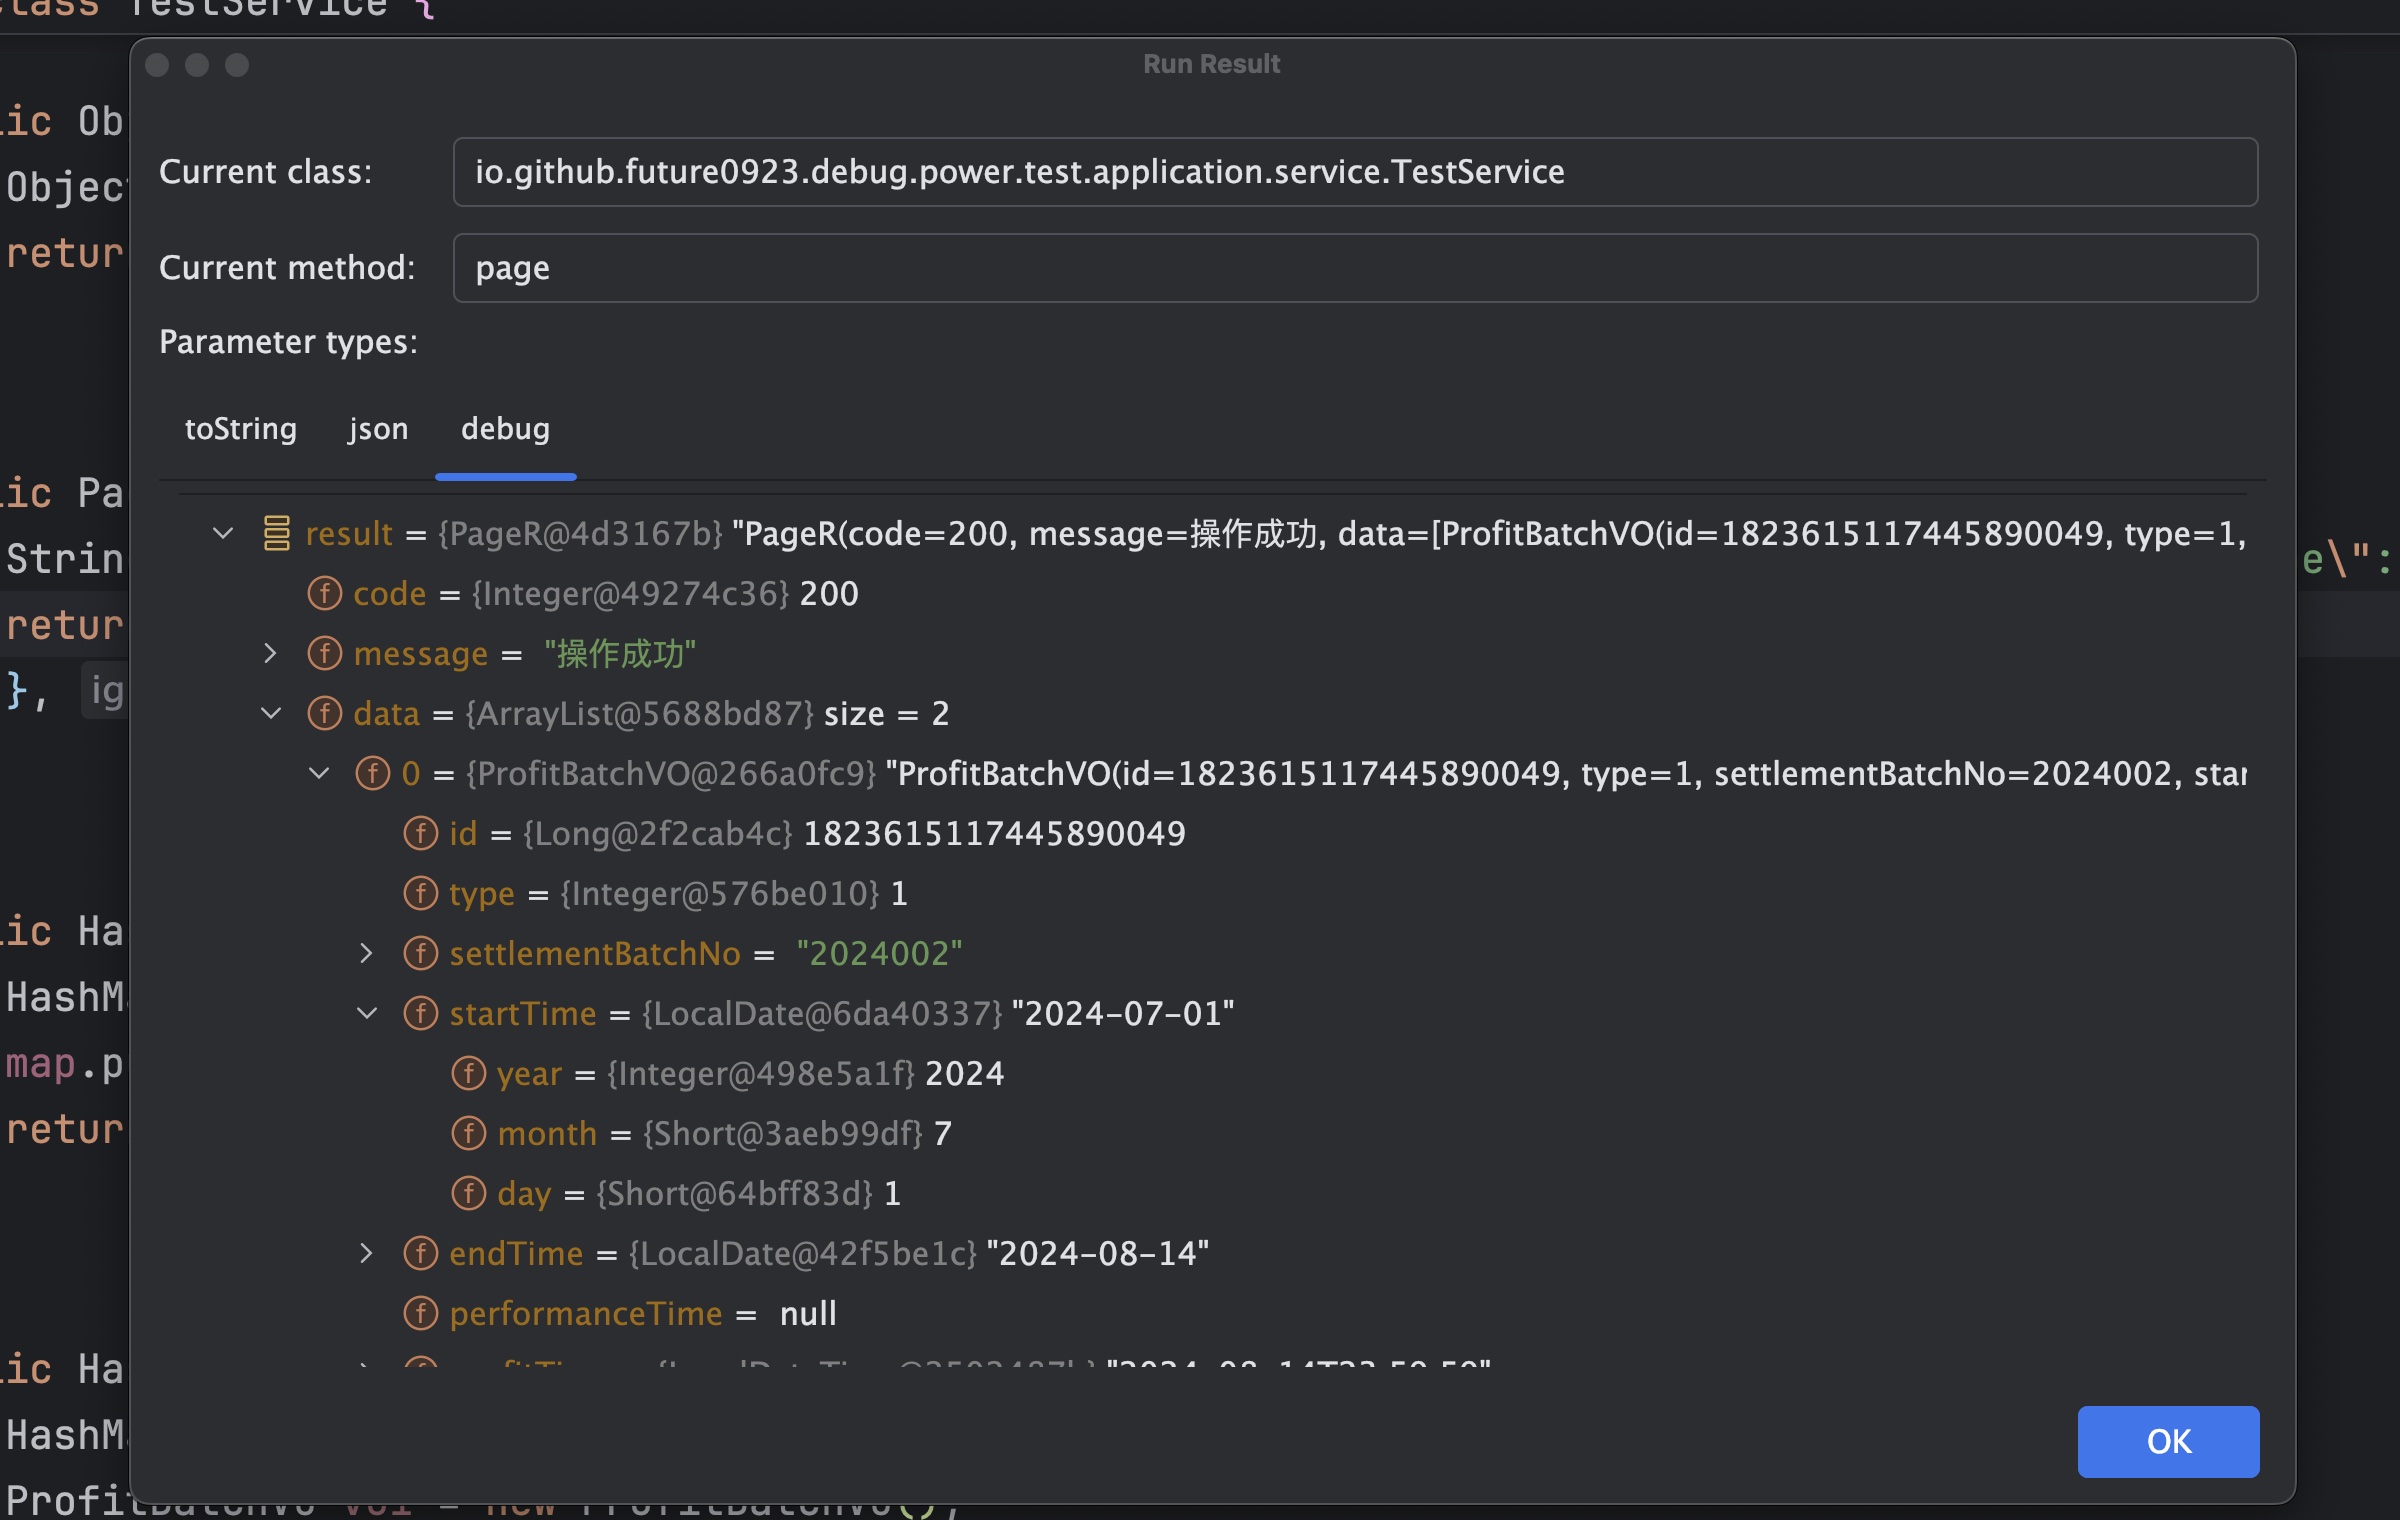 class TestService {
Run Result
Current class: io.github.future0923.debug.power.test.application.service.TestService
Current method: page
Parameter types:
toString json debug
result = {PageR@4d3167b} "PageR(code=200, message=操作成功, data=[ProfitBatchVO(id=1823615117445890049, type=1,
code = {Integer@49274c36} 200
message = "操作成功"
data = {ArrayList@5688bd87} size = 2
0 = {ProfitBatchVO@266a0fc9} "ProfitBatchVO(id=1823615117445890049, type=1, settlementBatchNo=2024002, star
id = {Long@2f2cab4c} 1823615117445890049
type = {Integer@576be010} 1
settlementBatchNo = "2024002"
startTime = {LocalDate@6da40337} "2024-07-01"
year = {Integer@498e5a1f} 2024
month = {Short@3aeb99df} 7
day = {Short@64bff83d} 1
endTime = {LocalDate@42f5be1c} "2024-08-14"
performanceTime = null
OK
ic Ob
Objec
retur
ic Pa
Strin
e\":
retur
}, ig
ic Ha
HashM
map.p
retur
ic Ha
HashM